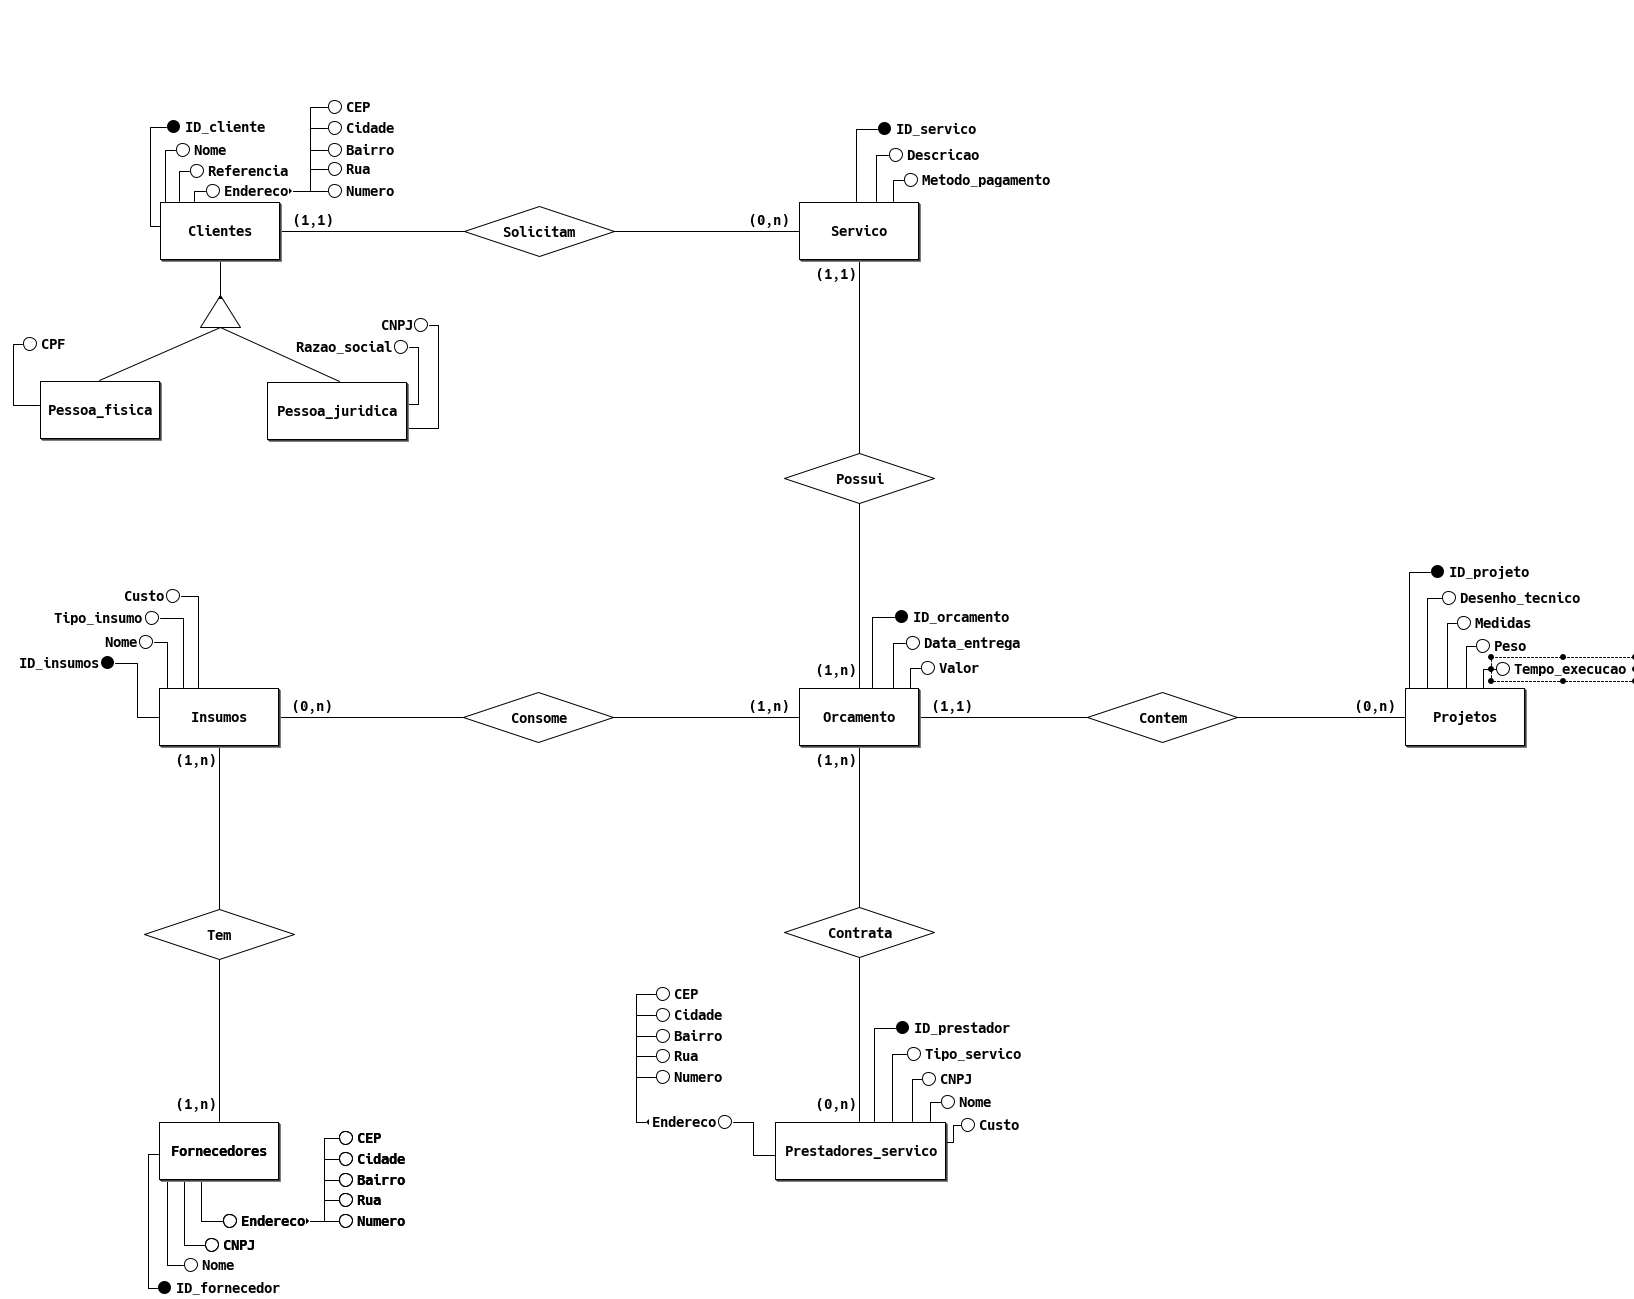 CEP
ID_cliente
Cidade
Nome
Bairro
Referencia
Rua
Endereco
Numero
Clientes
(1,1)
Solicitam
(0,n)
ID_servico
Descricao
Metodo_pagamento
Servico
(1,1)
CPF
CNPJ
Razao_social
Pessoa_fisica
Pessoa_juridica
Possui
Custo
Tipo_insumo
Nome
ID_insumos
Insumos
(0,n)
Consome
(1,n)
(1,n)
ID_orcamento
Data_entrega
Valor
Orcamento
(1,1)
Contem
(0,n)
ID_projeto
Desenho_tecnico
Medidas
Peso
Tempo_execucao
Projetos
(1,n)
(1,n)
Tem
Contrata
CEP
Cidade
Bairro
Rua
Numero
Endereco
ID_prestador
Tipo_servico
CNPJ
Nome
Custo
(0,n)
Prestadores_servico
(1,n)
Fornecedores
CEP
Cidade
Bairro
Rua
Endereco
Numero
CNPJ
Nome
ID_fornecedor